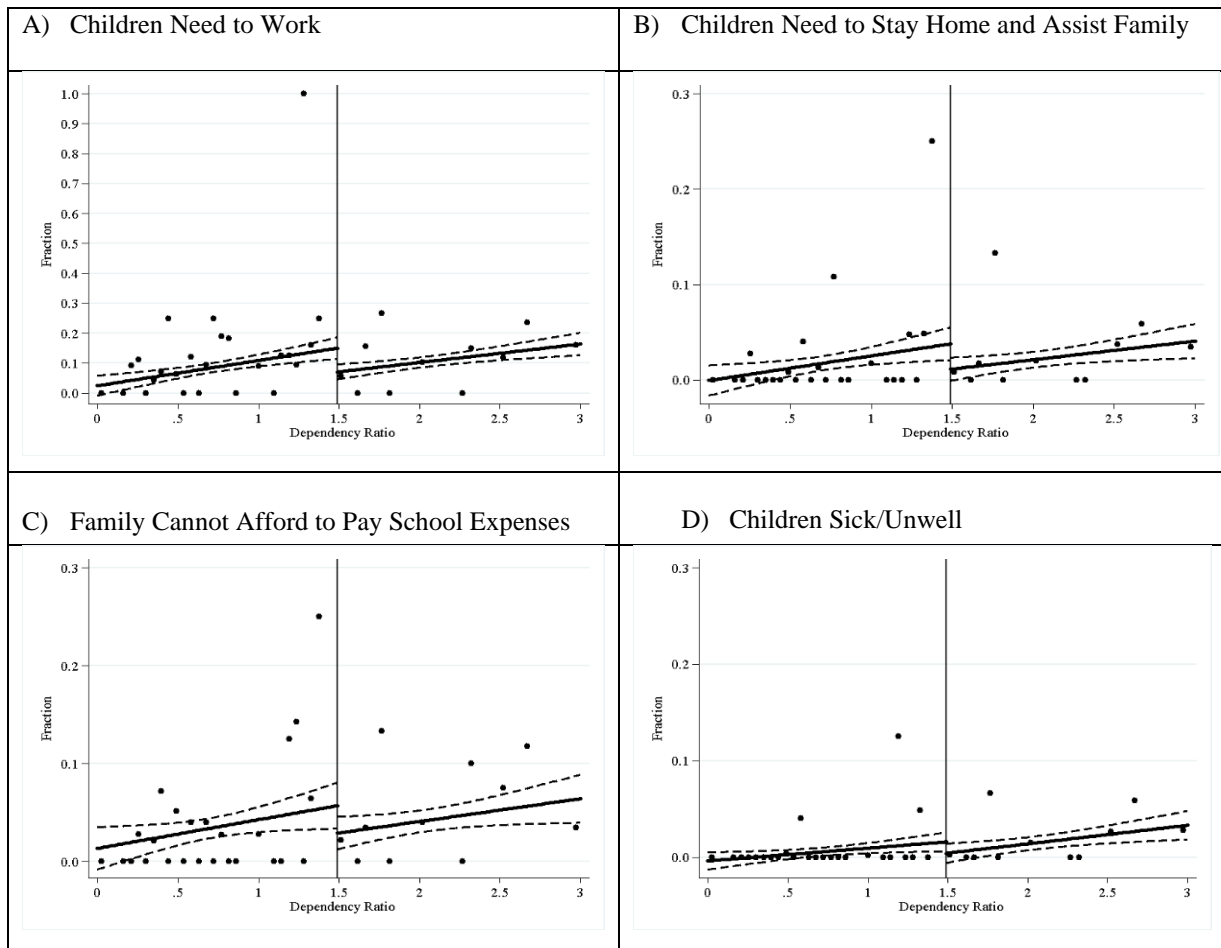 A) Children Need to Work
B) Children Need to Stay Home and Assist Family
1.0
0.9
0.8
0.7
0.6
0.5
0.4
0.3
0.2
0.1
0.0
Fraction
0 .5 1 1.5 2 2.5 3
Dependency Ratio
0.3
0.2
0.1
0.0
Fraction
0 .5 1 1.5 2 2.5 3
Dependency Ratio
C) Family Cannot Afford to Pay School Expenses
D) Children Sick/Unwell
0.3
0.2
0.1
0.0
Fraction
0 .5 1 1.5 2 2.5 3
Dependency Ratio
0.3
0.2
0.1
0.0
Fraction
0 .5 1 1.5 2 2.5 3
Dependency Ratio